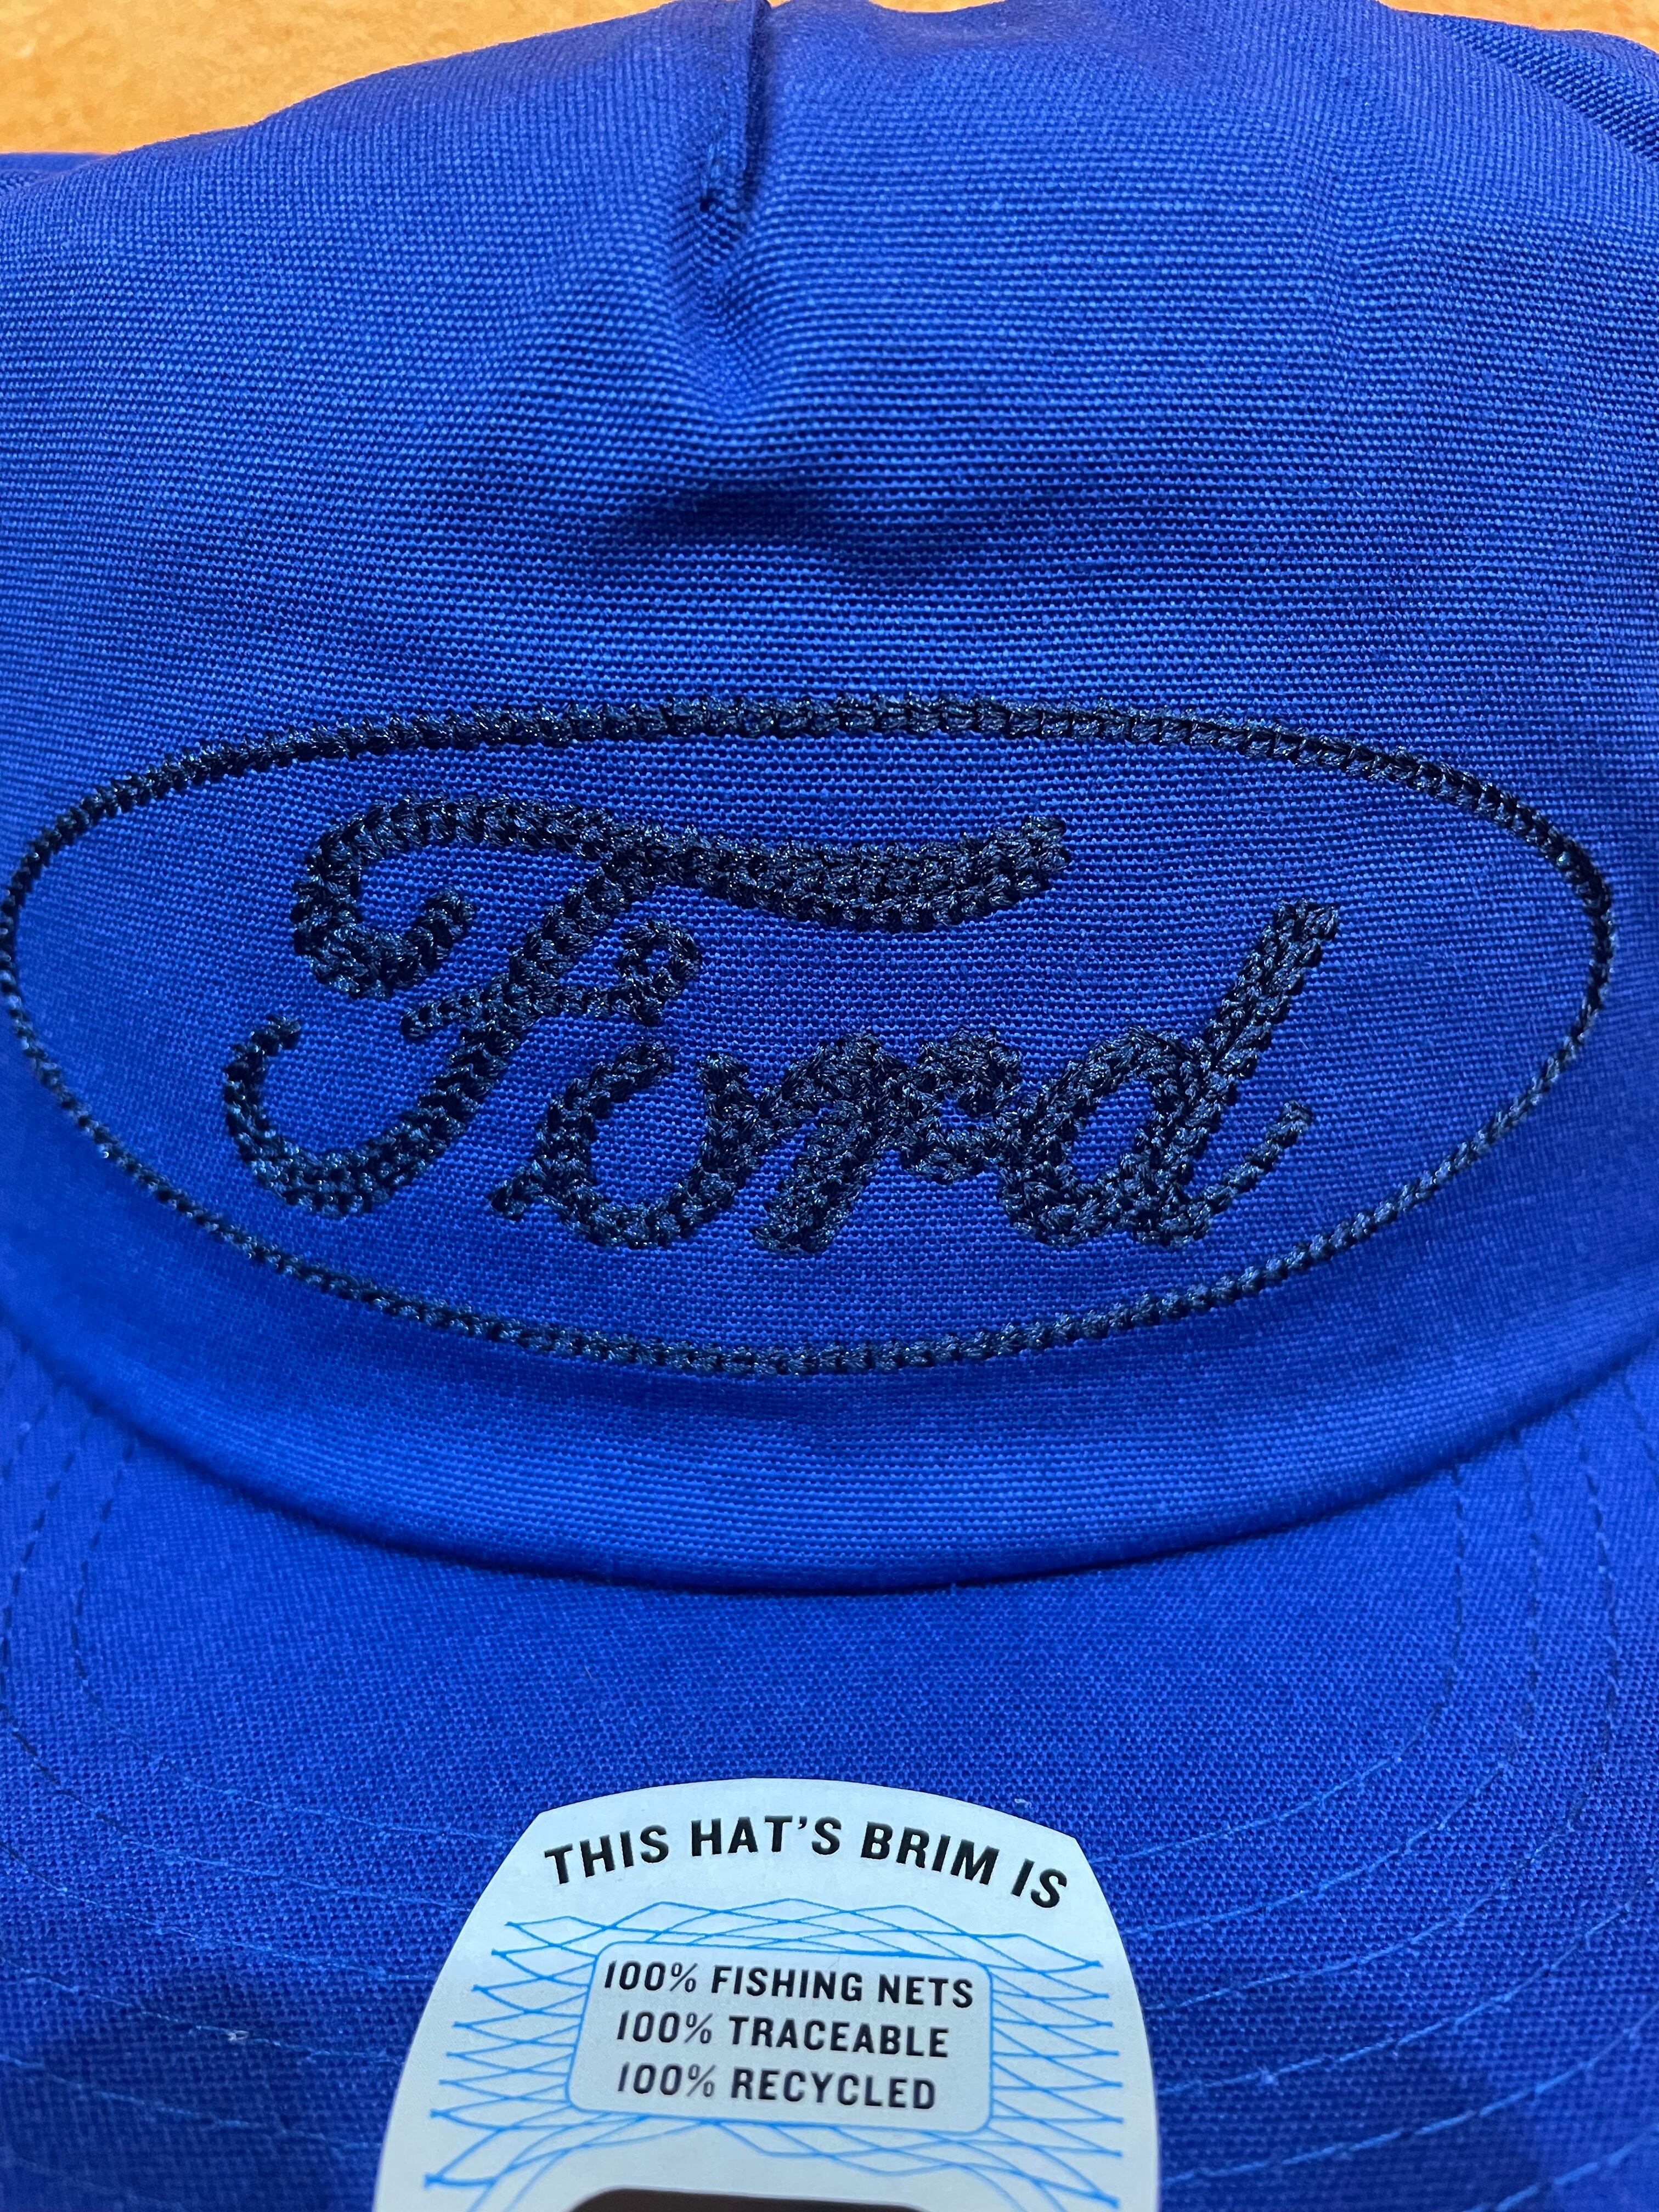 Ford
THIS HAT'S BRIM IS
100% FISHING NETS
100% TRACEABLE
100% RECYCLED